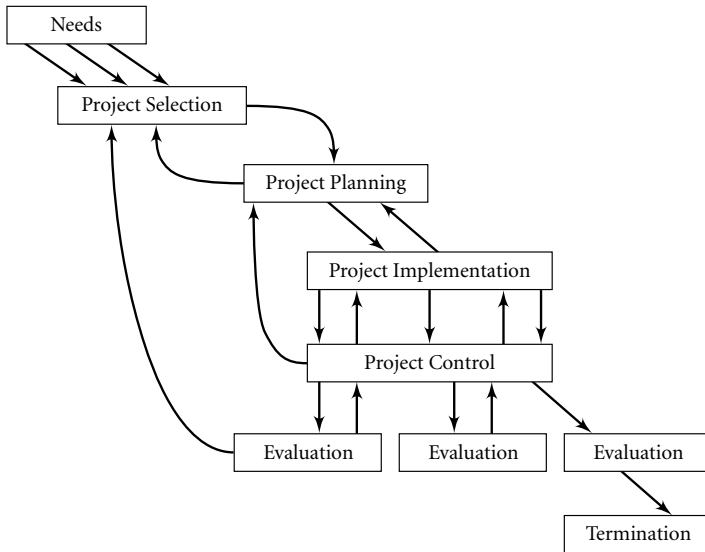 Needs
Project Selection
Project Planning
Project Implementation
Project Control
Evaluation
Evaluation
Evaluation
Termination